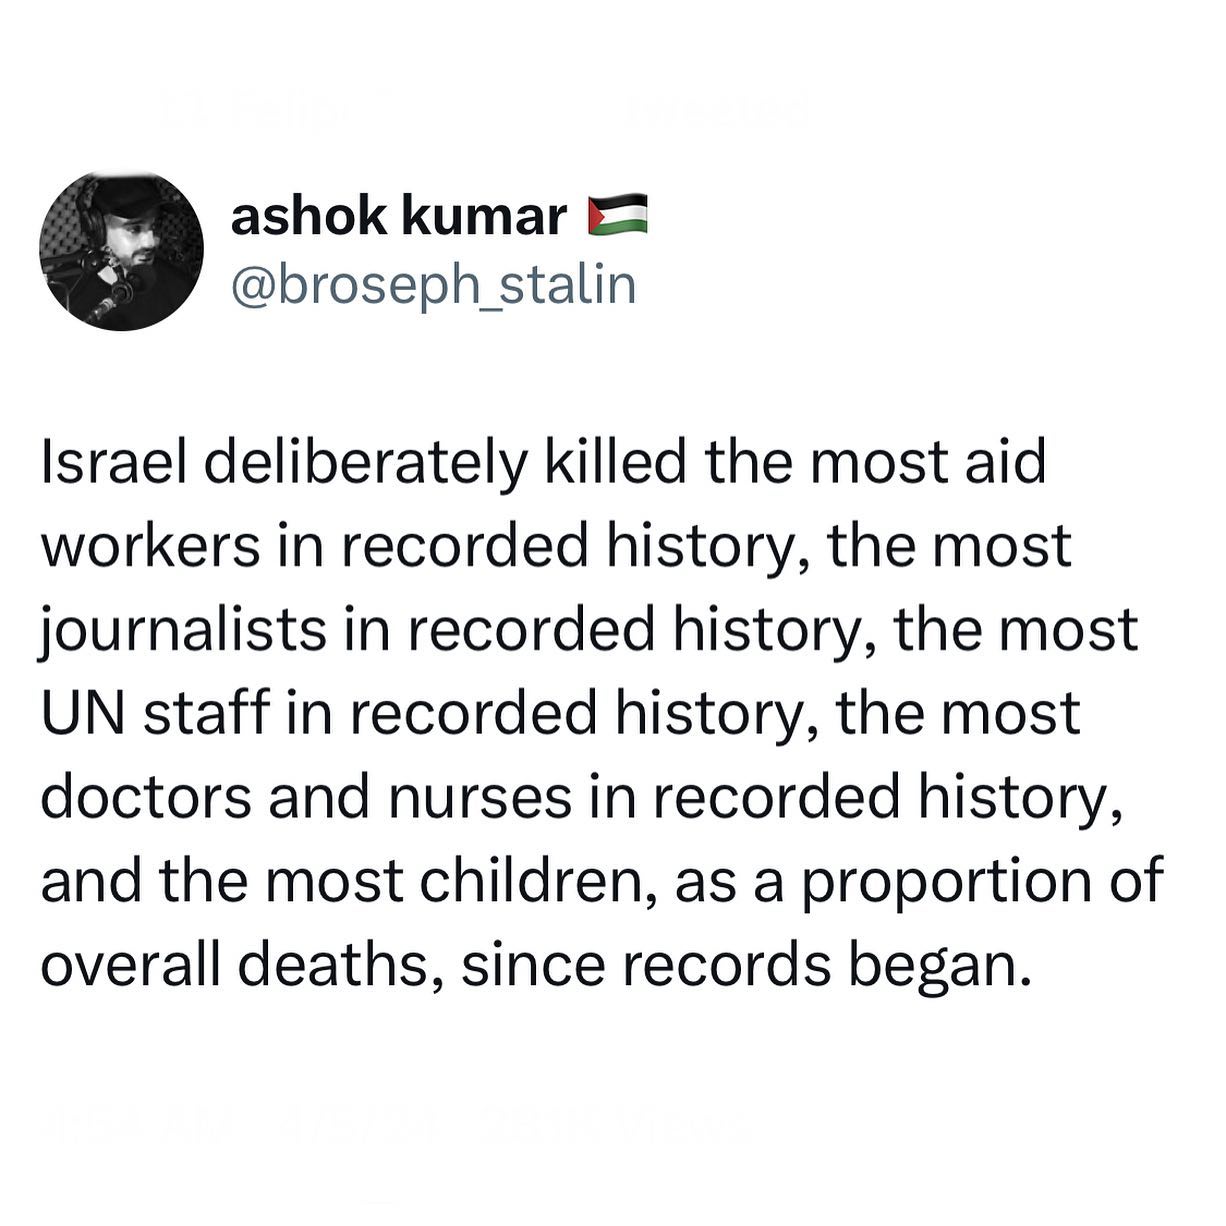 ashok kumar 🇵🇸
@broseph_stalin
Israel deliberately killed the most aid
workers in recorded history, the most
journalists in recorded history, the most
UN staff in recorded history, the most
doctors and nurses in recorded history,
and the most children, as a proportion of
overall deaths, since records began.